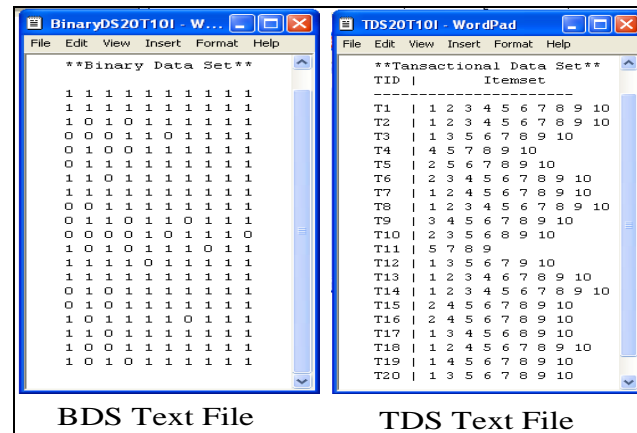 BinaryDS20T10I - W...
File Edit View Insert Format Help
**Binary Data Set**
1 1 1 1 1 1 1 1 1 1
1 1 1 1 1 1 1 1 1 1
1 0 1 0 1 1 1 1 1 1
0 0 0 1 1 0 1 1 1 1
0 1 0 0 1 1 1 1 1 1
0 1 1 1 1 1 1 1 1 1
1 1 0 1 1 1 1 1 1 1
1 1 1 1 1 1 1 1 1 1
0 0 1 1 1 1 1 1 1 1
0 1 1 0 1 1 0 1 1 1
0 0 0 0 1 0 1 1 1 0
1 0 1 0 1 1 1 0 1 1
1 1 1 1 0 1 1 1 1 1
1 1 1 1 1 1 1 1 1 1
0 1 0 1 1 1 1 1 1 1
0 1 0 1 1 1 1 1 1 1
1 0 1 1 1 1 0 1 1 1
1 1 0 1 1 1 1 1 1 1
1 0 0 1 1 1 1 1 1 1
1 0 1 0 1 1 1 1 1 1
BDS Text File
TDS20T10I - WordPad
File Edit View Insert Format Help
**Tansactional Data Set**
TID | Itemset
------------------------
T1 | 1 2 3 4 5 6 7 8 9 10
T2 | 1 2 3 4 5 6 7 8 9 10
T3 | 1 3 5 6 7 8 9 10
T4 | 4 5 7 8 9 10
T5 | 2 5 6 7 8 9 10
T6 | 2 3 4 5 6 7 8 9 10
T7 | 1 2 4 5 6 7 8 9 10
T8 | 1 2 3 4 5 6 7 8 9 10
T9 | 3 4 5 6 7 8 9 10
T10 | 2 3 5 6 8 9 10
T11 | 5 7 8 9
T12 | 1 3 5 6 7 9 10
T13 | 1 2 3 4 6 7 8 9 10
T14 | 1 2 3 4 5 6 7 8 9 10
T15 | 2 4 5 6 7 8 9 10
T16 | 2 4 5 6 7 8 9 10
T17 | 1 3 4 5 6 8 9 10
T18 | 1 2 4 5 6 7 8 9 10
T19 | 1 4 5 6 7 8 9 10
T20 | 1 3 5 6 7 8 9 10
TDS Text File